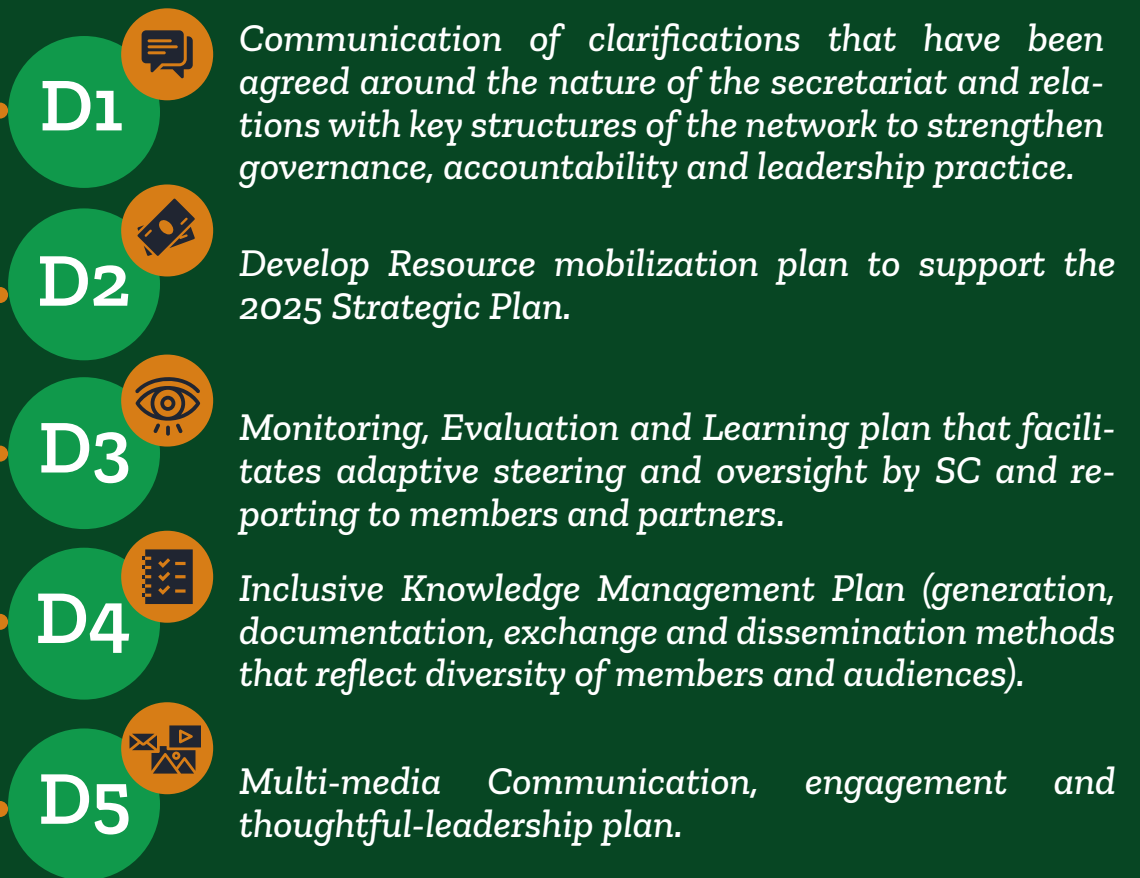 D1
Communication of clarifications that have been
agreed around the nature of the secretariat and rela-
tions with key structures of the network to strengthen
governance, accountability and leadership practice.
D2
Develop Resource mobilization plan to support the
2025 Strategic Plan.
D3
Monitoring, Evaluation and Learning plan that facili-
tates adaptive steering and oversight by SC and re-
porting to members and partners.
D4
Inclusive Knowledge Management Plan (generation,
documentation, exchange and dissemination methods
that reflect diversity of members and audiences).
D5
Multi-media Communication, engagement and
thoughtful-leadership plan.